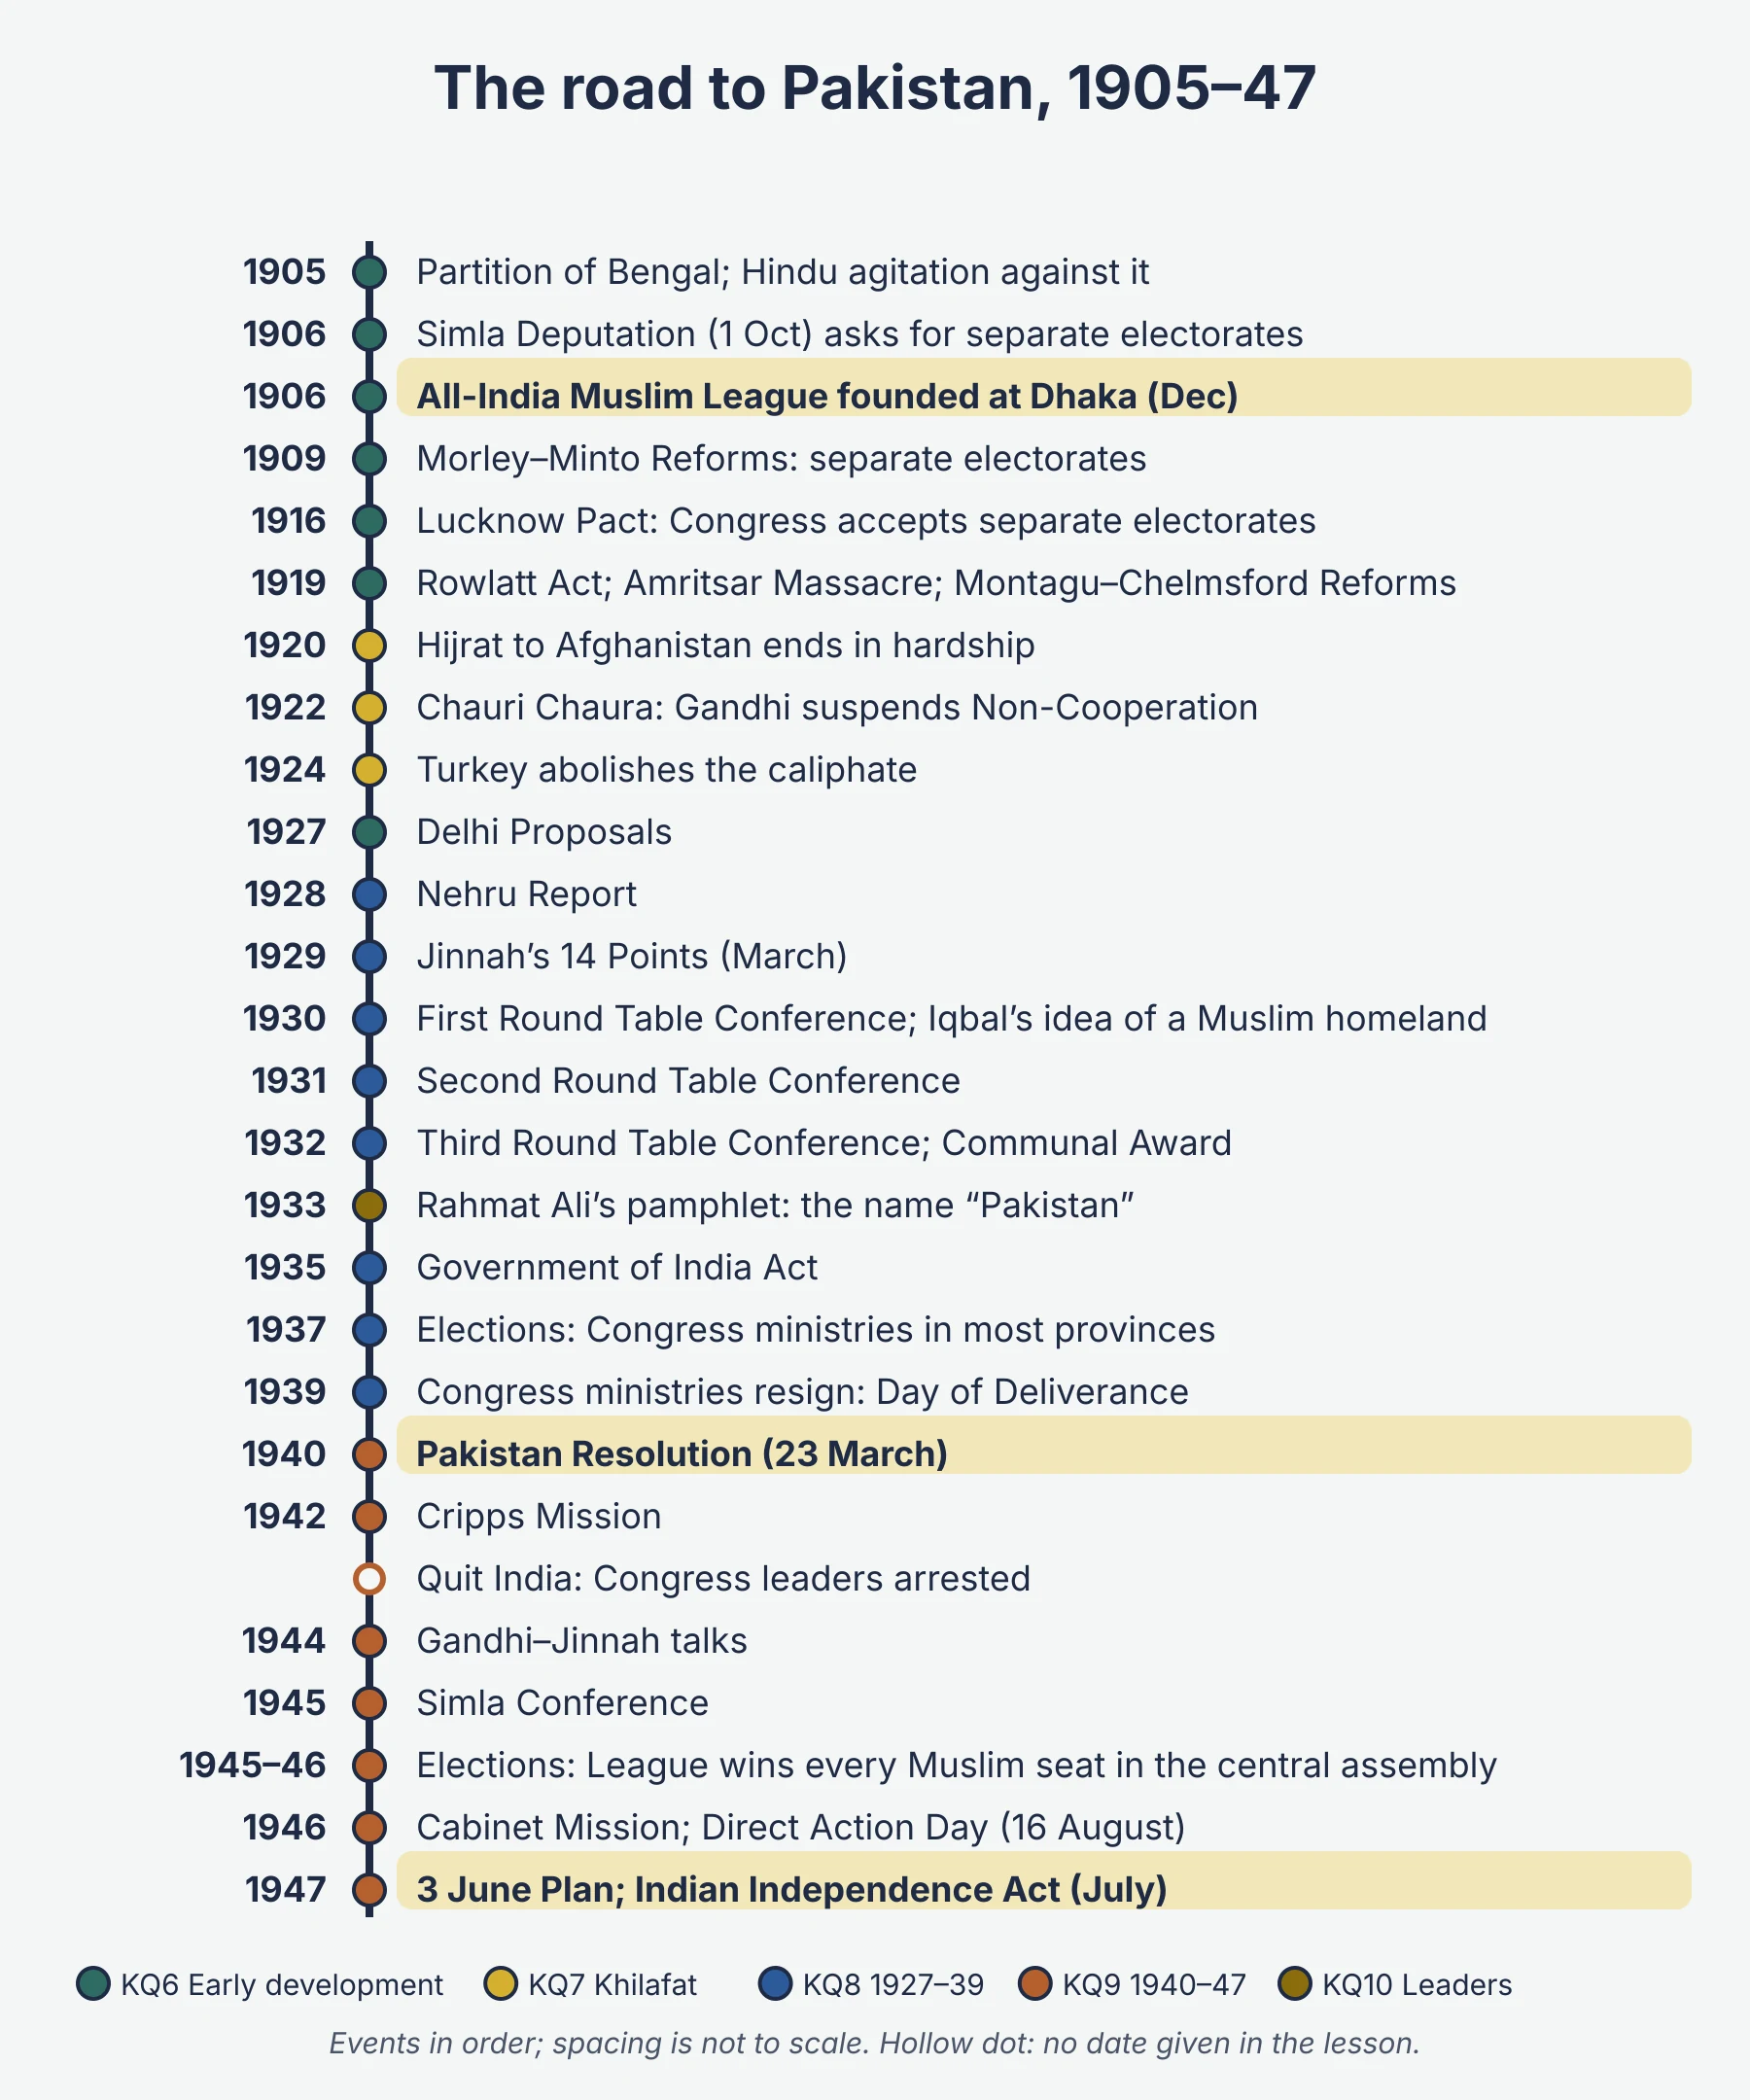 The road to Pakistan, 1905–47
1905 Partition of Bengal; Hindu agitation against it
1906 Simla Deputation (1 Oct) asks for separate electorates
1906 All-India Muslim League founded at Dhaka (Dec)
1909 Morley–Minto Reforms: separate electorates
1916 Lucknow Pact: Congress accepts separate electorates
1919 Rowlatt Act; Amritsar Massacre; Montagu–Chelmsford Reforms
1920 Hijrat to Afghanistan ends in hardship
1922 Chauri Chaura: Gandhi suspends Non-Cooperation
1924 Turkey abolishes the caliphate
1927 Delhi Proposals
1928 Nehru Report
1929 Jinnah’s 14 Points (March)
1930 First Round Table Conference; Iqbal’s idea of a Muslim homeland
1931 Second Round Table Conference
1932 Third Round Table Conference; Communal Award
1933 Rahmat Ali’s pamphlet: the name “Pakistan”
1935 Government of India Act
1937 Elections: Congress ministries in most provinces
1939 Congress ministries resign: Day of Deliverance
1940 Pakistan Resolution (23 March)
1942 Cripps Mission
Quit India: Congress leaders arrested
1944 Gandhi–Jinnah talks
1945 Simla Conference
1945–46 Elections: League wins every Muslim seat in the central assembly
1946 Cabinet Mission; Direct Action Day (16 August)
1947 3 June Plan; Indian Independence Act (July)
KQ6 Early development KQ7 Khilafat KQ8 1927–39 KQ9 1940–47 KQ10 Leaders
Events in order; spacing is not to scale. Hollow dot: no date given in the lesson.